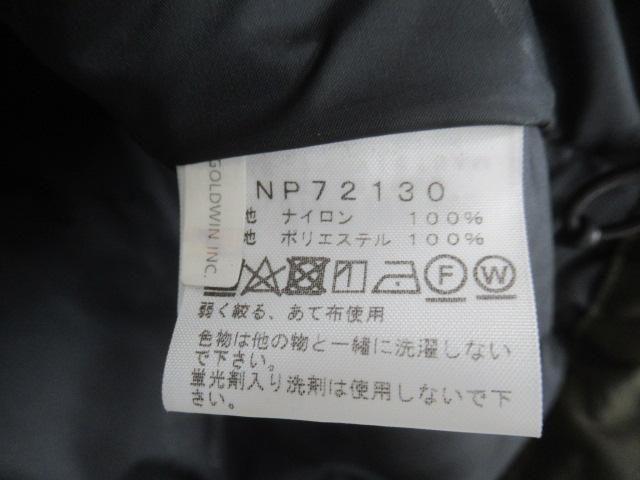 GOLDWIN INC.
NP72130
地 ナイロン 100%
地 ポリエステル 100%
F W
弱く絞る、あて布使用
色物は他の物と一緒に洗濯しない
で下さい。
蛍光剤入り洗剤は使用しないで下
さい。